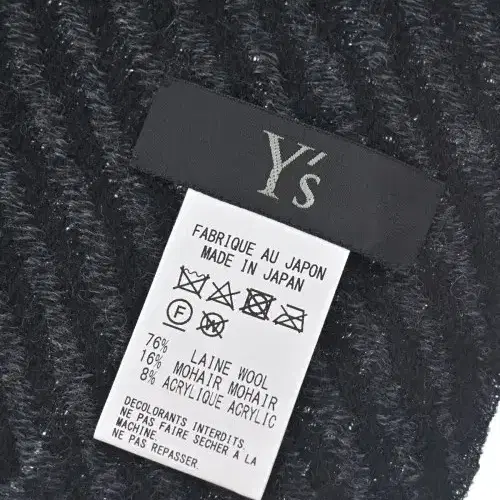 Y's
FABRIQUE AU JAPON
MADE IN JAPAN
F
76% LAINE WOOL
16% MOHAIR MOHAIR
8% ACRYLIQUE ACRYLIC
DECOLORANTS INTERDITS.
NE PAS FAIRE SECHER À LA
MACHINE.
NE PAS REPASSER.